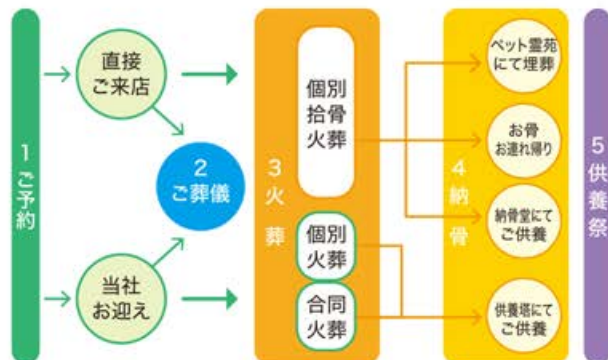 1ご予約
直接
ご来店
当社
お迎え
2
ご葬儀
3火葬
個別
拾骨
火葬
個別
火葬
合同
火葬
4納骨
ペット霊苑
にて埋葬
お骨
お連れ帰り
納骨堂にて
ご供養
供養塔にて
ご供養
5供養祭